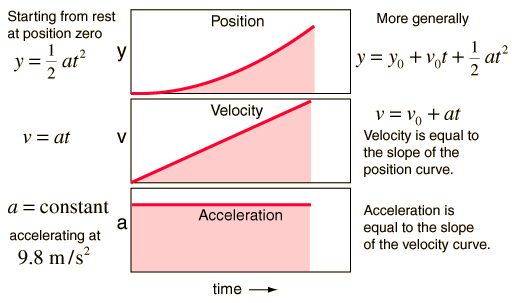 Starting from rest
at position zero
y = 1/2 at²
y
Position
More generally
y = y₀ + v₀t + 1/2 at²
v = at
v
Velocity
v = v₀ + at
Velocity is equal to
the slope of the
position curve.
a = constant
accelerating at
9.8 m/s²
a
Acceleration
Acceleration is
equal to the slope
of the velocity curve.
time